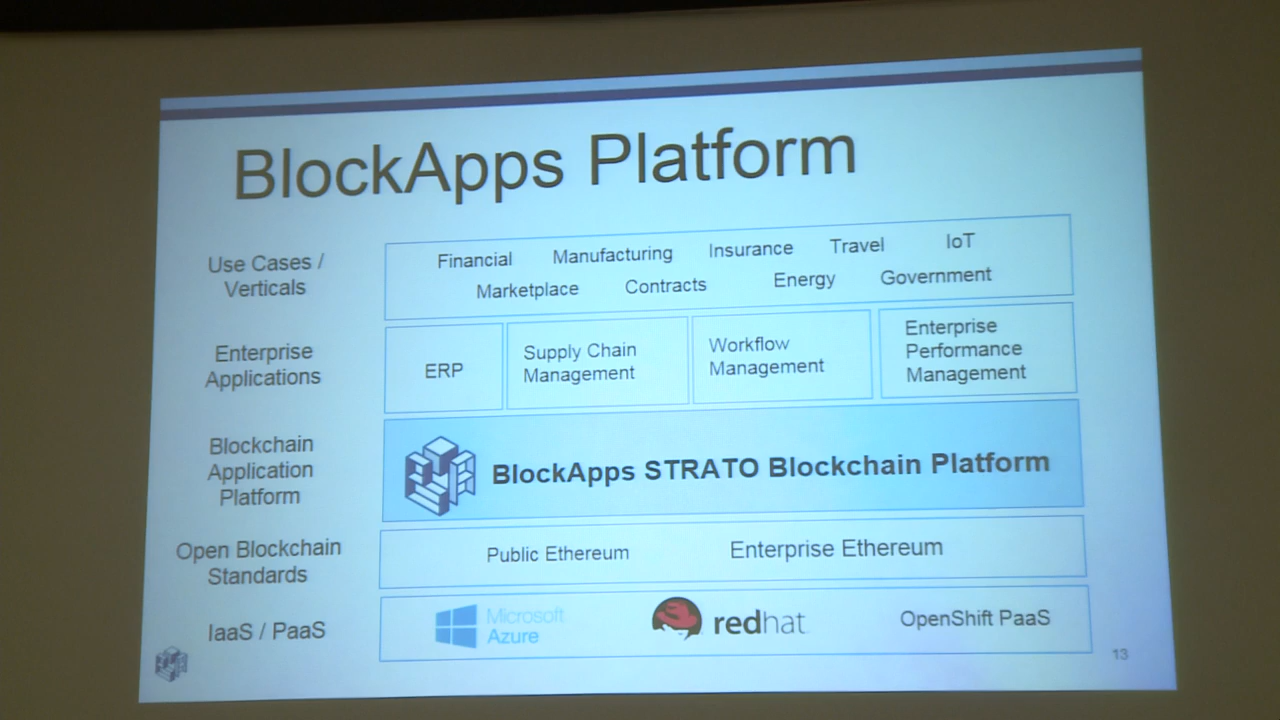 BlockApps Platform
Use Cases /
Verticals
Financial Manufacturing Insurance Travel IoT
Marketplace Contracts Energy Government
Enterprise
Applications
ERP
Supply Chain
Management
Workflow
Management
Enterprise
Performance
Management
Blockchain
Application
Platform
BlockApps STRATO Blockchain Platform
Open Blockchain
Standards
Public Ethereum Enterprise Ethereum
IaaS / PaaS
Microsoft
Azure
redhat
OpenShift PaaS
13